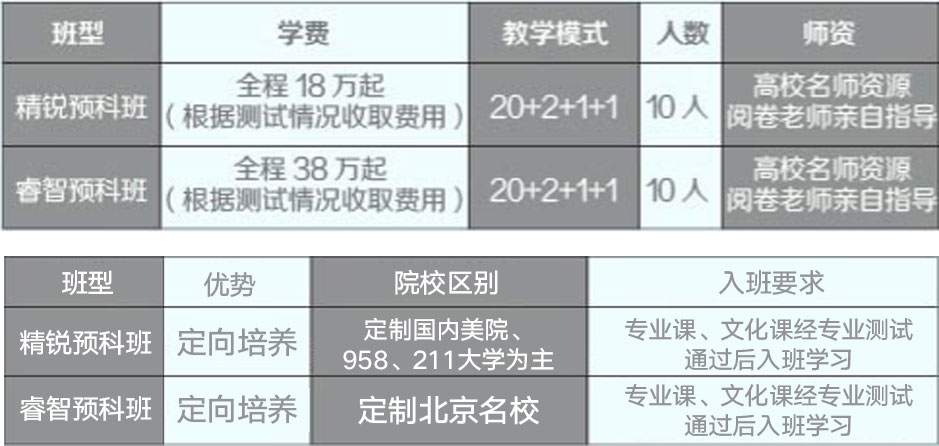 班型 学费 教学模式 人数 师资
精锐预科班 全程 18 万起 20+2+1+1 10 人 高校名师资源
（根据测试情况收取费用） 阅卷老师亲自指导
睿智预科班 全程 38 万起 20+2+1+1 10 人 高校名师资源
（根据测试情况收取费用） 阅卷老师亲自指导
班型 优势 院校区别 入班要求
精锐预科班 定向培养 定制国内美院、 专业课、文化课经专业测试
958、211大学为主 通过后入班学习
睿智预科班 定向培养 定制北京名校 专业课、文化课经专业测试
通过后入班学习